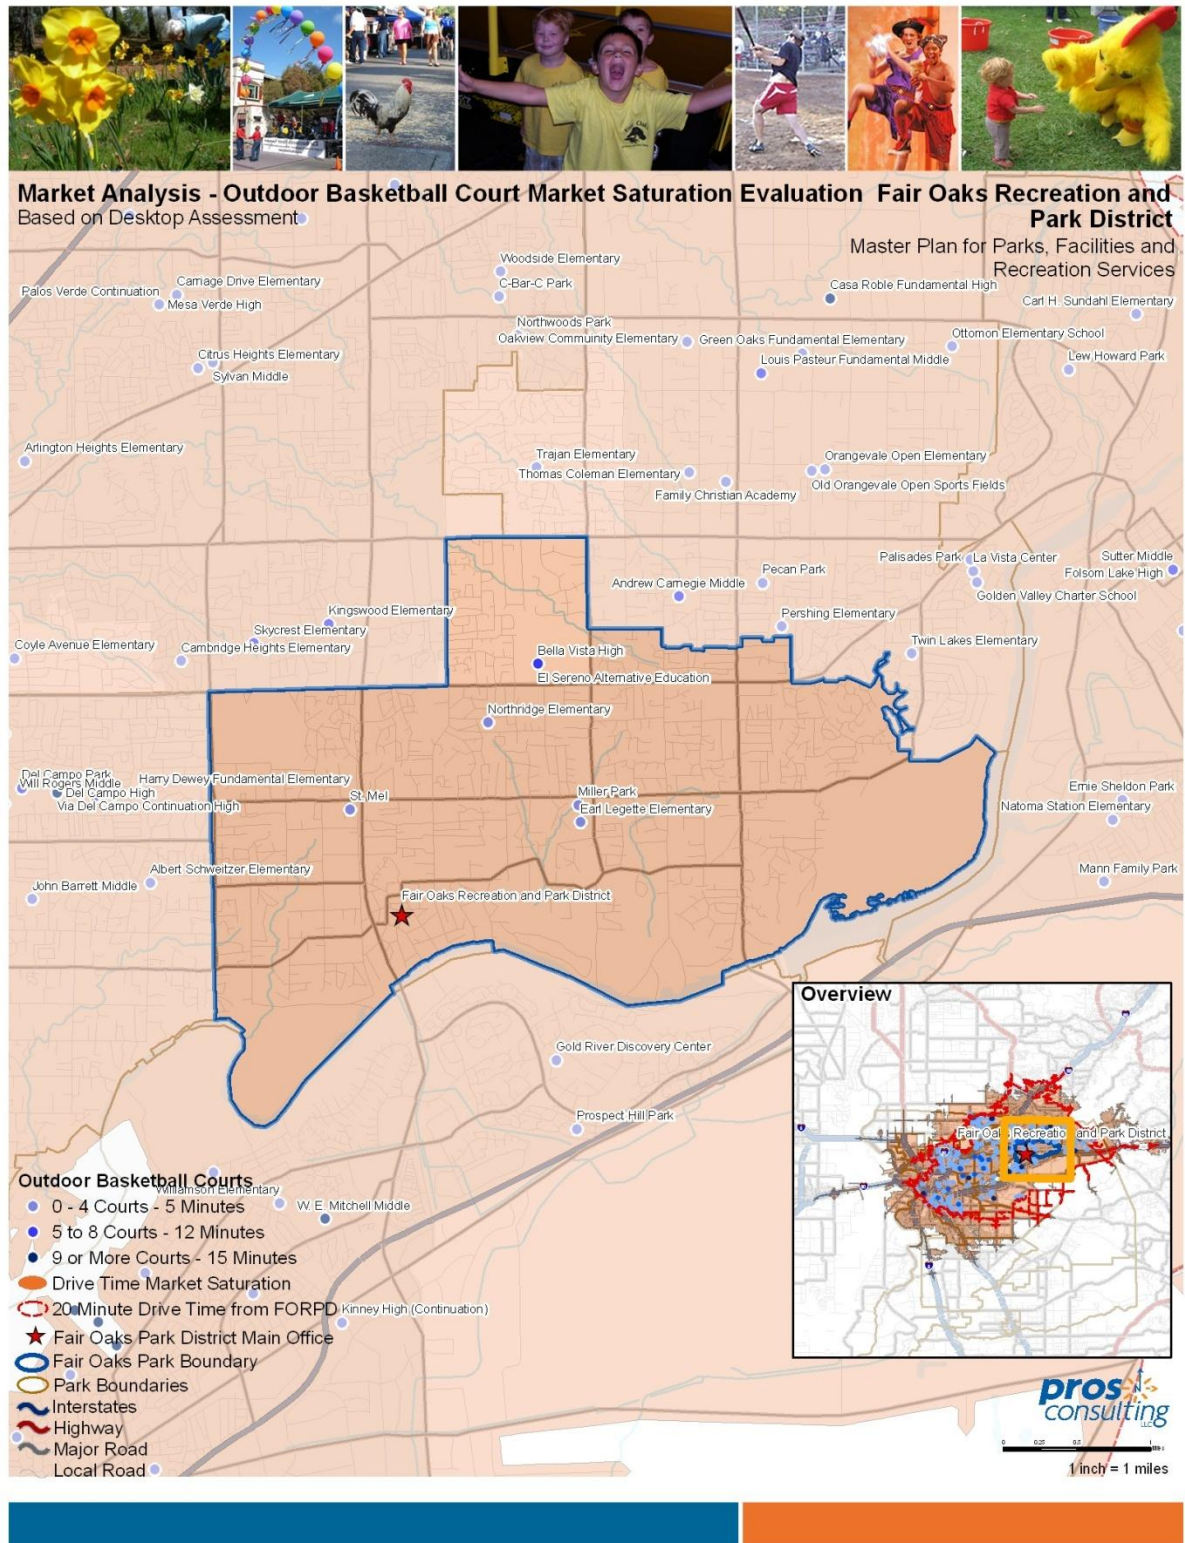 Market Analysis - Outdoor Basketball Court Market Saturation Evaluation Fair Oaks Recreation and
Park District
Based on Desktop Assessment
Master Plan for Parks, Facilities and
Recreation Services
Woodside Elementary
C-Bar-C Park
Carriage Drive Elementary
Palos Verde Continuation
Mesa Verde High
Casa Roble Fundamental High
Carl H. Sundahl Elementary
Northwoods Park
Oakview Community Elementary
Green Oaks Fundamental Elementary
Ottomon Elementary School
Citrus Heights Elementary
Sylvan Middle
Louis Pasteur Fundamental Middle
Lew Howard Park
Arlington Heights Elementary
Trajan Elementary
Thomas Coleman Elementary
Family Christian Academy
Orangevale Open Elementary
Old Orangevale Open Sports Fields
Palisades Park
La Vista Center
Sutter Middle
Folsom Lake High
Golden Valley Charter School
Andrew Carnegie Middle
Pecan Park
Kingswood Elementary
Pershing Elementary
Skycrest Elementary
Coyle Avenue Elementary
Cambridge Heights Elementary
Twin Lakes Elementary
Bella Vista High
El Sereno Alternative Education
Northridge Elementary
Del Campo Park
Will Rogers Middle
Harry Dewey Fundamental Elementary
Del Campo High
Via Del Campo Continuation High
St. Mel
Miller Park
Earl Legette Elementary
Ernie Sheldon Park
Natoma Station Elementary
Albert Schweitzer Elementary
John Barrett Middle
Mann Family Park
Fair Oaks Recreation and Park District
Gold River Discovery Center
Prospect Hill Park
Overview
Fair Oaks Recreation and Park District
Outdoor Basketball Courts
Williamson Elementary
0 - 4 Courts - 5 Minutes
W. E. Mitchell Middle
5 to 8 Courts - 12 Minutes
9 or More Courts - 15 Minutes
Drive Time Market Saturation
20 Minute Drive Time from FORPD
Kinney High (Continuation)
Fair Oaks Park District Main Office
Fair Oaks Park Boundary
Park Boundaries
Interstates
Highway
Major Road
Local Road
pros
consulting
LLC
N
0 0.25 0.5 1
1 inch = 1 miles